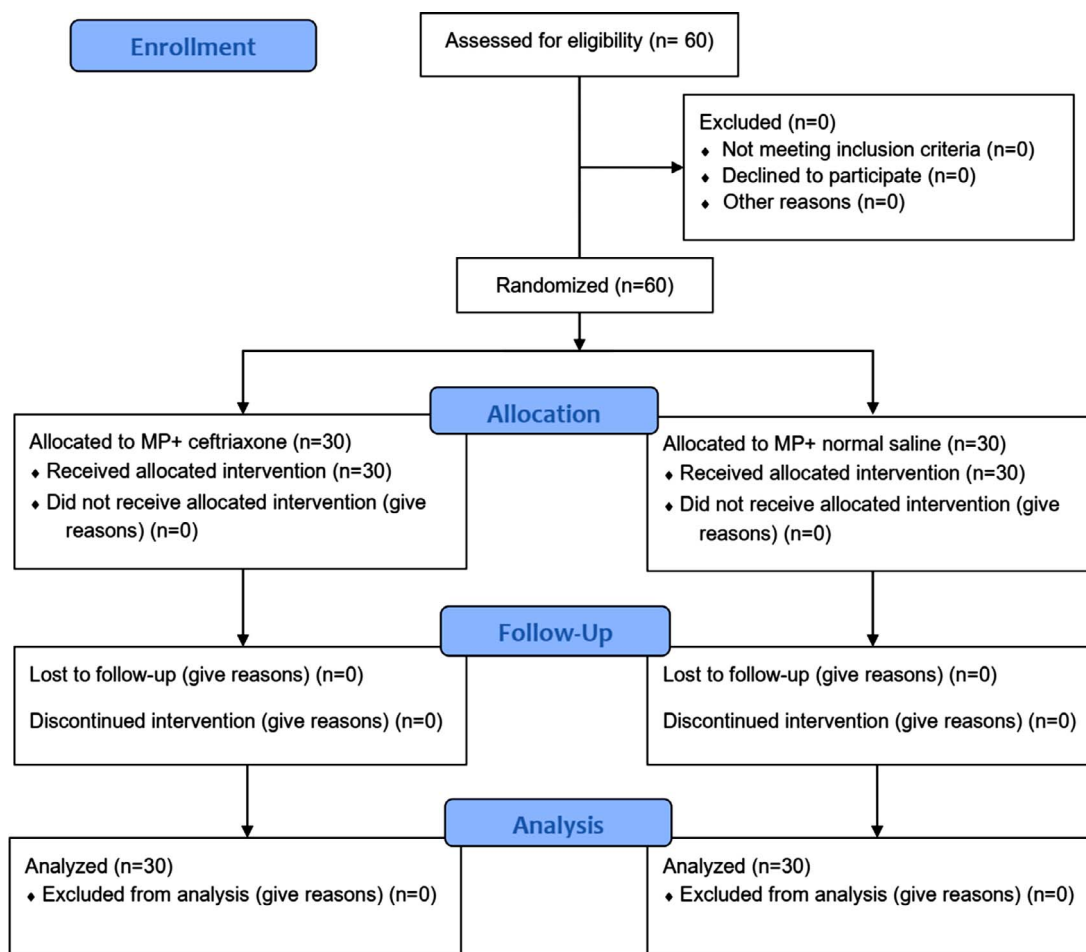 Enrollment
Assessed for eligibility (n= 60)
Excluded (n=0)
♦ Not meeting inclusion criteria (n=0)
♦ Declined to participate (n=0)
♦ Other reasons (n=0)
Randomized (n=60)
Allocation
Allocated to MP+ ceftriaxone (n=30)
♦ Received allocated intervention (n=30)
♦ Did not receive allocated intervention (give
reasons) (n=0)
Allocated to MP+ normal saline (n=30)
♦ Received allocated intervention (n=30)
♦ Did not receive allocated intervention (give
reasons) (n=0)
Follow-Up
Lost to follow-up (give reasons) (n=0)
Discontinued intervention (give reasons) (n=0)
Lost to follow-up (give reasons) (n=0)
Discontinued intervention (give reasons) (n=0)
Analysis
Analyzed (n=30)
♦ Excluded from analysis (give reasons) (n=0)
Analyzed (n=30)
♦ Excluded from analysis (give reasons) (n=0)